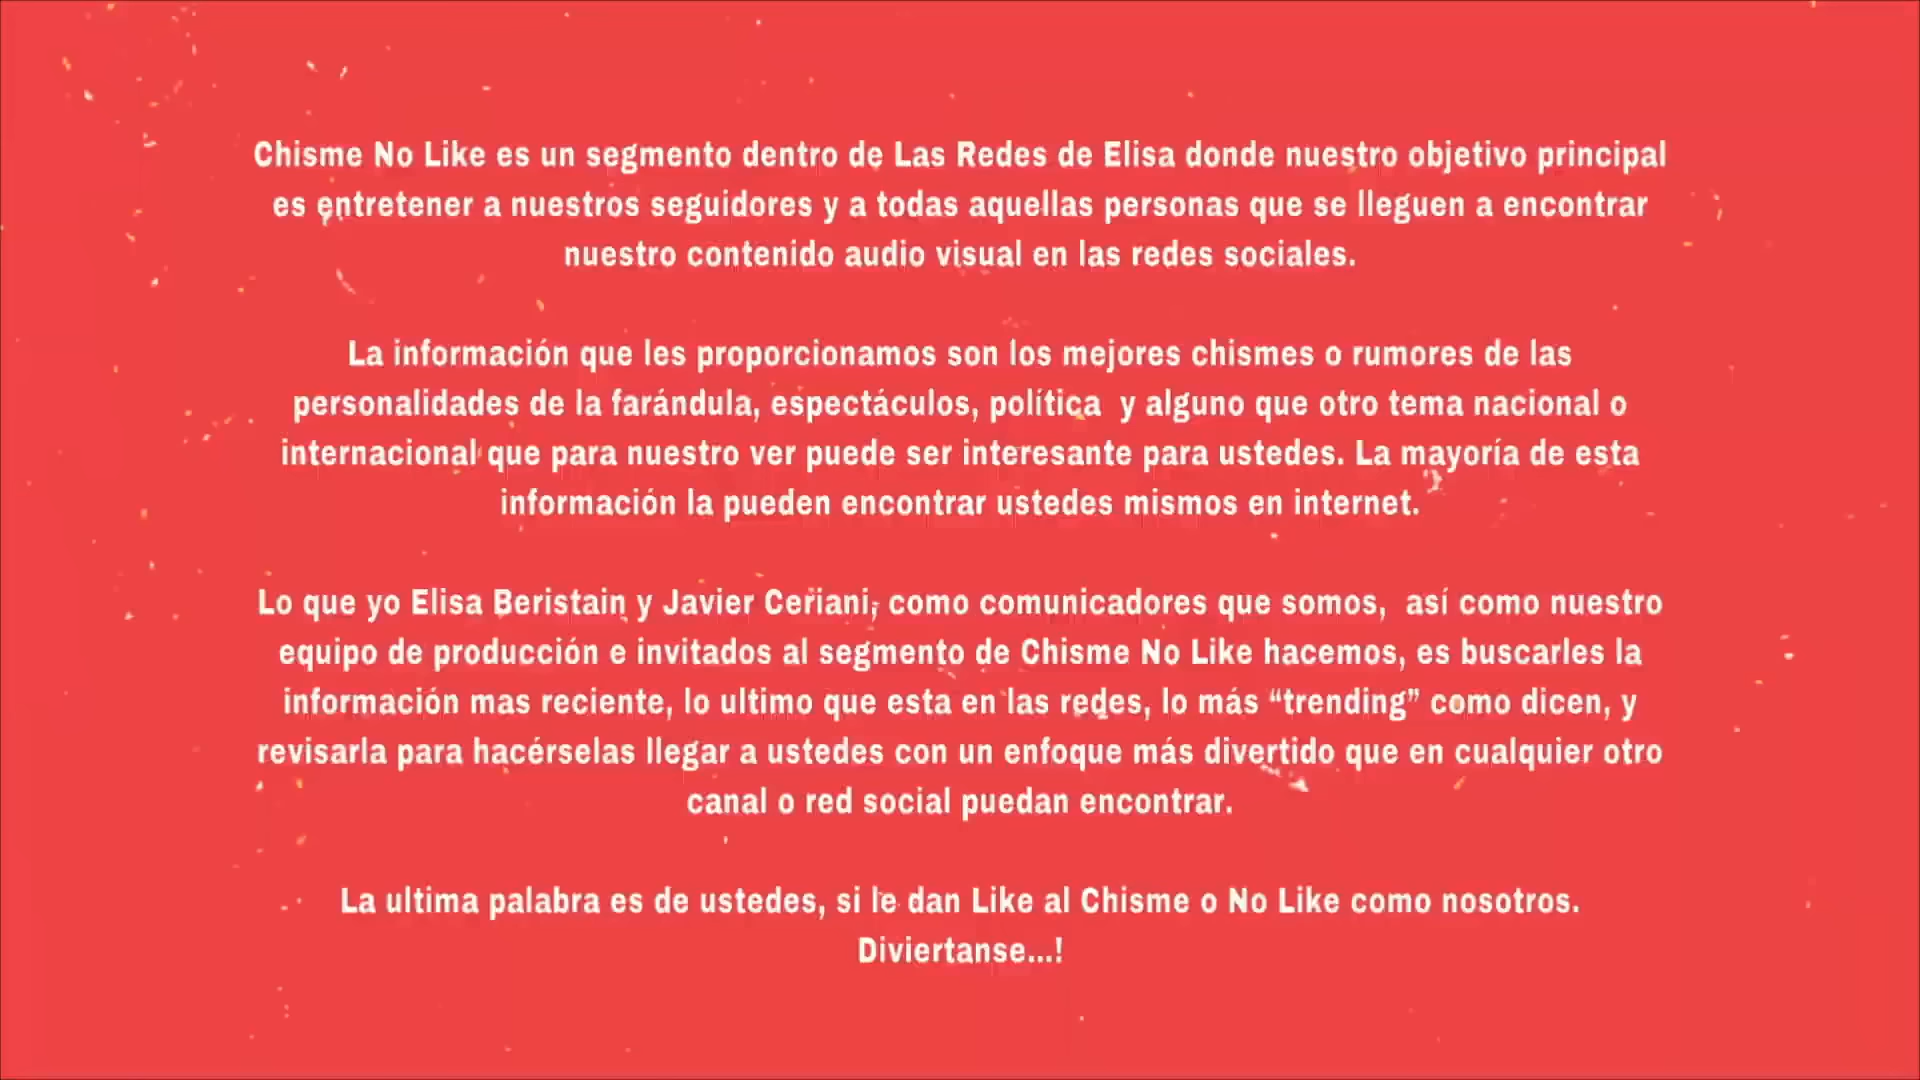 Chisme No Like es un segmento dentro de Las Redes de Elisa donde nuestro objetivo principal
es entretener a nuestros seguidores y a todas aquellas personas que se lleguen a encontrar
nuestro contenido audio visual en las redes sociales.
La información que les proporcionamos son los mejores chismes o rumores de las
personalidades de la farándula, espectáculos, política  y alguno que otro tema nacional o
internacional que para nuestro ver puede ser interesante para ustedes. La mayoría de esta
información la pueden encontrar ustedes mismos en internet.
Lo que yo Elisa Beristain y Javier Ceriani, como comunicadores que somos,  así como nuestro
equipo de producción e invitados al segmento de Chisme No Like hacemos, es buscarles la
información mas reciente, lo ultimo que esta en las redes, lo más “trending” como dicen, y
revisarla para hacérselas llegar a ustedes con un enfoque más divertido que en cualquier otro
canal o red social puedan encontrar.
La ultima palabra es de ustedes, si le dan Like al Chisme o No Like como nosotros.
Diviertanse...!